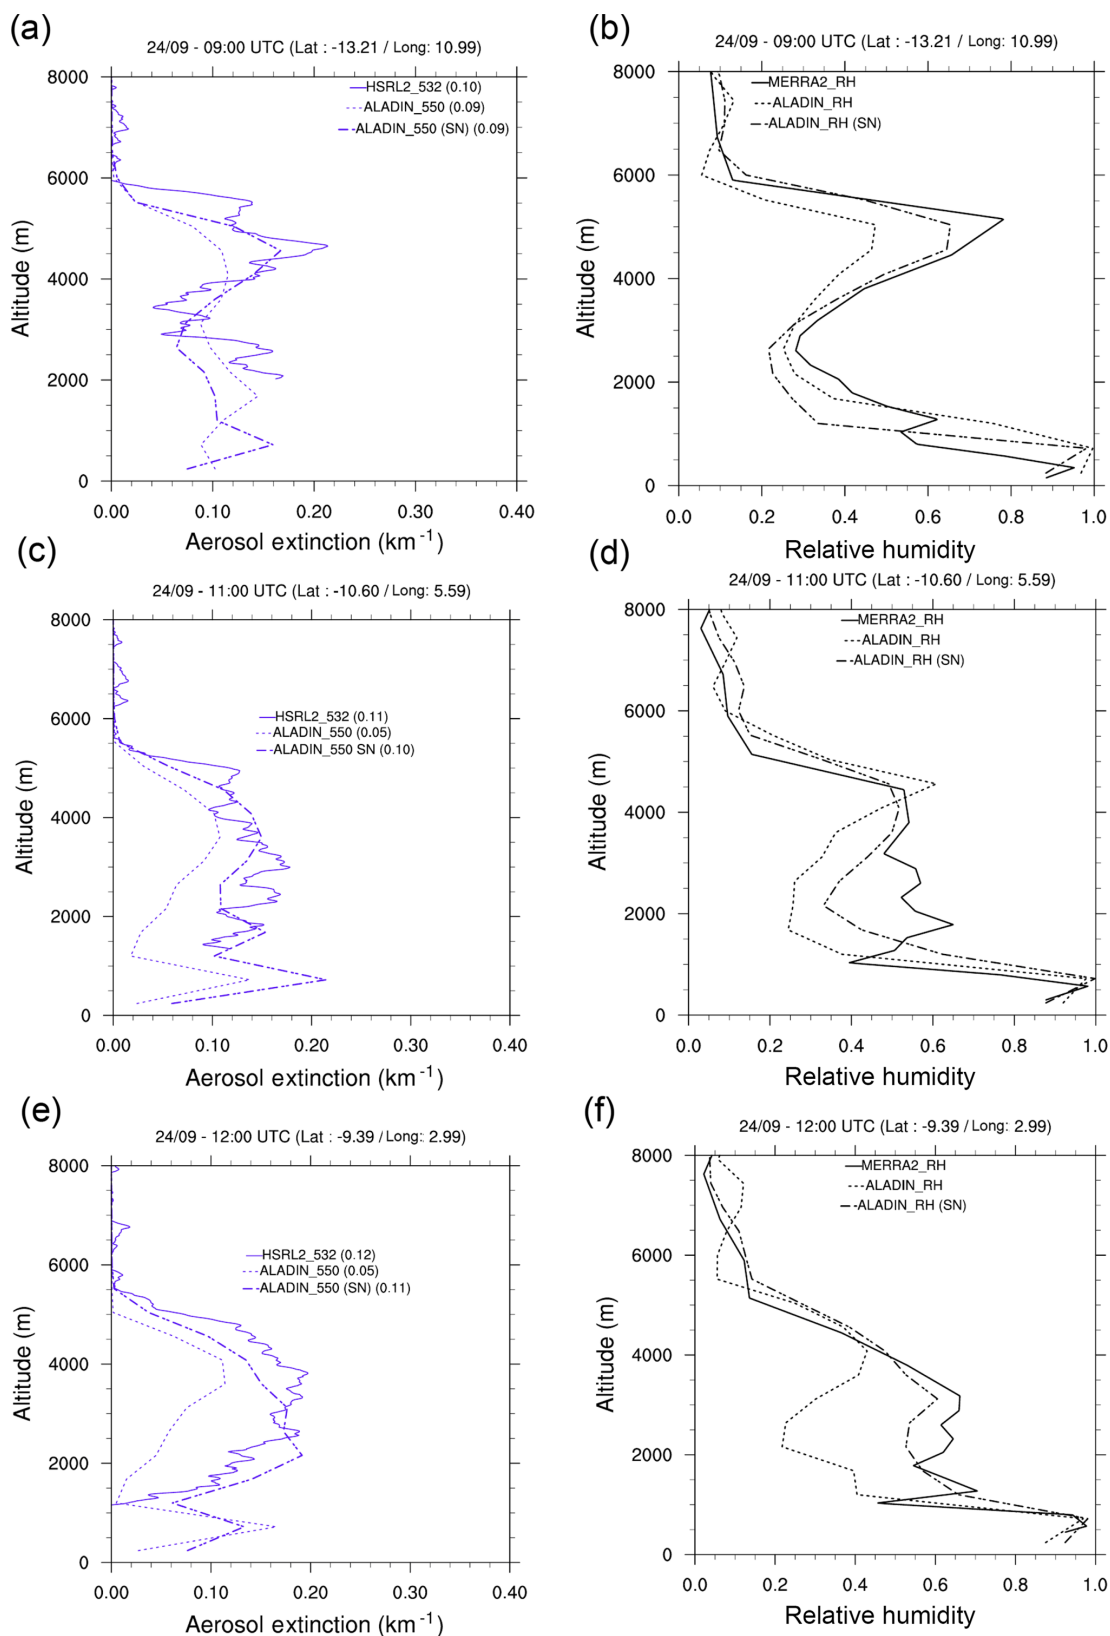 (a)
24/09 - 09:00 UTC (Lat : -13.21 / Long: 10.99)
HSRL2_532 (0.10)
ALADIN_550 (0.09)
ALADIN_550 (SN) (0.09)
8000
6000
4000
2000
0
Altitude (m)
0.00 0.10 0.20 0.30 0.40
Aerosol extinction (km-1)
(b)
24/09 - 09:00 UTC (Lat : -13.21 / Long: 10.99)
MERRA2_RH
ALADIN_RH
ALADIN_RH (SN)
8000
6000
4000
2000
0
Altitude (m)
0.0 0.2 0.4 0.6 0.8 1.0
Relative humidity
(c)
24/09 - 11:00 UTC (Lat : -10.60 / Long: 5.59)
HSRL2_532 (0.11)
ALADIN_550 (0.05)
ALADIN_550 SN (0.10)
8000
6000
4000
2000
0
Altitude (m)
0.00 0.10 0.20 0.30 0.40
Aerosol extinction (km-1)
(d)
24/09 - 11:00 UTC (Lat : -10.60 / Long: 5.59)
MERRA2_RH
ALADIN_RH
ALADIN_RH (SN)
8000
6000
4000
2000
0
Altitude (m)
0.0 0.2 0.4 0.6 0.8 1.0
Relative humidity
(e)
24/09 - 12:00 UTC (Lat : -9.39 / Long: 2.99)
HSRL2_532 (0.12)
ALADIN_550 (0.05)
ALADIN_550 (SN) (0.11)
8000
6000
4000
2000
0
Altitude (m)
0.00 0.10 0.20 0.30 0.40
Aerosol extinction (km-1)
(f)
24/09 - 12:00 UTC (Lat : -9.39 / Long: 2.99)
MERRA2_RH
ALADIN_RH
ALADIN_RH (SN)
8000
6000
4000
2000
0
Altitude (m)
0.0 0.2 0.4 0.6 0.8 1.0
Relative humidity